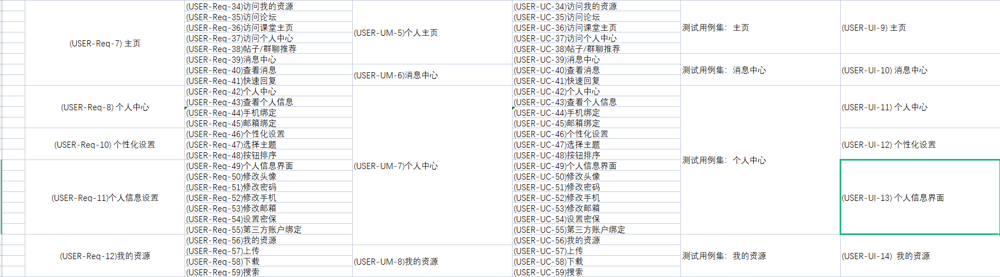 (USER-Req-34)访问我的资源 (USER-UC-34)访问我的资源
(USER-Req-35)访问论坛 (USER-UC-35)访问论坛
(USER-Req-36)访问课堂主页 (USER-UC-36)访问课堂主页 测试用例集：主页 (USER-UI-9) 主页
(USER-UM-5)个人主页
(USER-Req-37)访问个人中心 (USER-UC-37)访问个人中心
(USER-Req-7) 主页
(USER-Req-38)帖子/群聊推荐 (USER-UC-38)帖子/群聊推荐
(USER-Req-39)消息中心 (USER-UC-39)消息中心
(USER-Req-40)查看消息 (USER-UC-40)查看消息 测试用例集：消息中心 (USER-UI-10) 消息中心
(USER-UM-6)消息中心
(USER-Req-41)快速回复 (USER-UC-41)快速回复
(USER-Req-42)个人中心 (USER-UC-42)个人中心
(USER-Req-43)查看个人信息 (USER-UC-43)查看个人信息
(USER-Req-8) 个人中心 (USER-UI-11) 个人中心
(USER-Req-44)手机绑定 (USER-UC-44)手机绑定
(USER-Req-45)邮箱绑定 (USER-UC-45)邮箱绑定
(USER-Req-46)个性化设置 (USER-UC-46)个性化设置
(USER-Req-10) 个性化设置 (USER-Req-47)选择主题 (USER-UC-47)选择主题 (USER-UI-12) 个性化设置
(USER-Req-48)按钮排序 (USER-UC-48)按钮排序
测试用例集：个人中心
(USER-Req-49)个人信息界面 (USER-UM-7)个人中心 (USER-UC-49)个人信息界面
(USER-Req-50)修改头像 (USER-UC-50)修改头像
(USER-Req-51)修改密码 (USER-UC-51)修改密码
(USER-Req-11)个人信息设置 (USER-Req-52)修改手机 (USER-UC-52)修改手机 (USER-UI-13) 个人信息界面
(USER-Req-53)修改邮箱 (USER-UC-53)修改邮箱
(USER-Req-54)设置密保 (USER-UC-54)设置密保
(USER-Req-55)第三方账户绑定 (USER-UC-55)第三方账户绑定
(USER-Req-56)我的资源 (USER-UC-56)我的资源
(USER-Req-57)上传 (USER-UC-57)上传
(USER-Req-12)我的资源 测试用例集：我的资源 (USER-UI-14) 我的资源
(USER-Req-58)下载 (USER-UM-8)我的资源 (USER-UC-58)下载
(USER-Req-59)搜索 (USER-UC-59)搜索